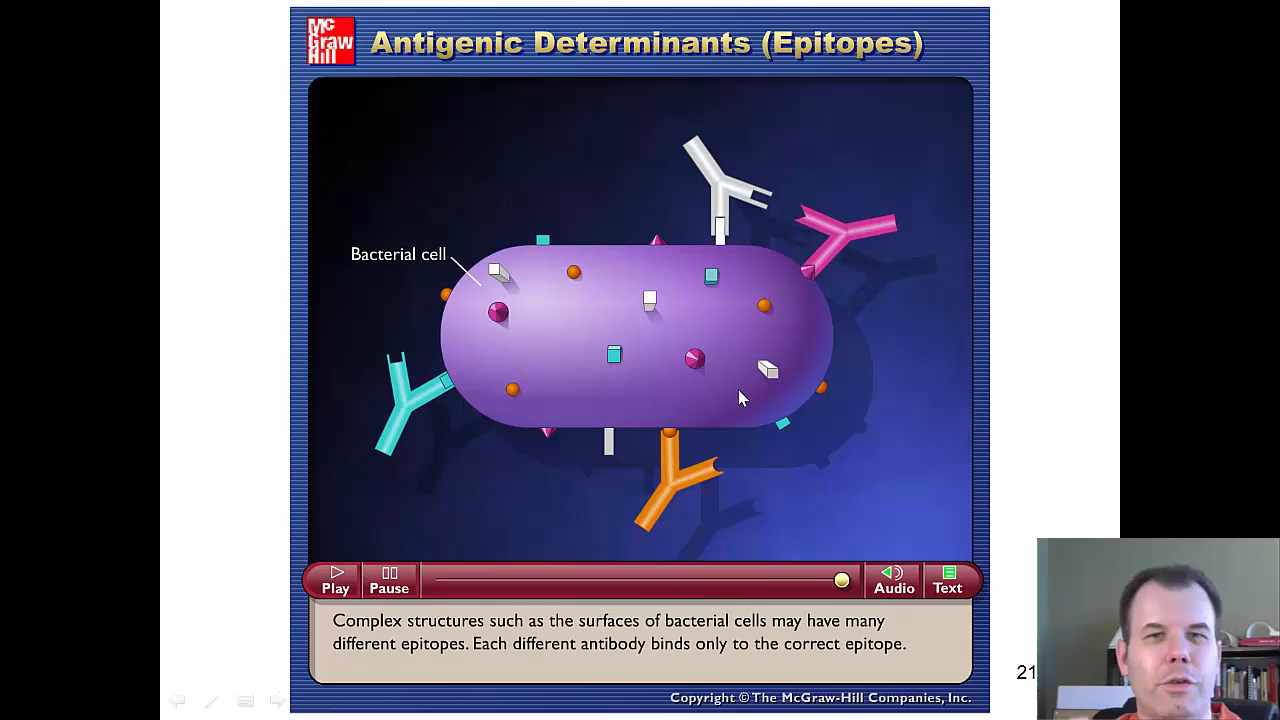 Mc
Graw
Hill
Antigenic Determinants (Epitopes)
Bacterial cell
Play
Pause
Audio
Text
Complex structures such as the surfaces of bacterial cells may have many
different epitopes. Each different antibody binds only to the correct epitope.
21
Copyright © The McGraw-Hill Companies, Inc.